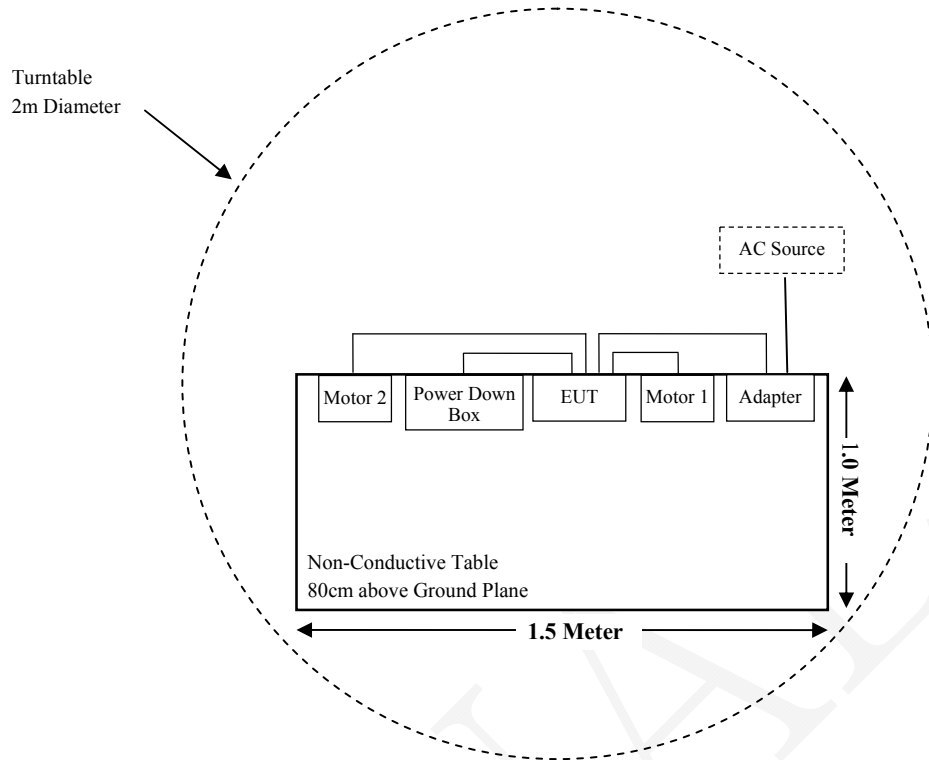 Turntable
2m Diameter
AC Source
Motor 2
Power Down
Box
EUT
Motor 1
Adapter
1.0 Meter
Non-Conductive Table
80cm above Ground Plane
1.5 Meter